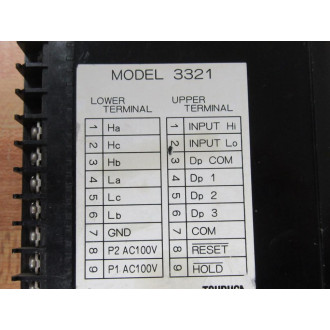 MODEL 3321
LOWER TERMINAL
UPPER TERMINAL
1 Ha 1 INPUT Hi
2 Hc 2 INPUT Lo
3 Hb 3 Dp COM
4 La 4 Dp 1
5 Lc 5 Dp 2
6 Lb 6 Dp 3
7 GND 7 COM
8 P2 AC100V 8 RESET
9 P1 AC100V 9 HOLD